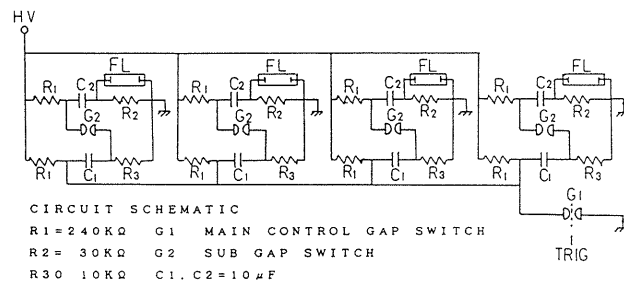 HV
FL FL FL FL
R1 C2 R1 C2 R1 C2 R1 C2
R2 R2 R2 R2
G2 G2 G2 G2
R1 C1 R3 R1 C1 R3 R1 C1 R3 R1 C1 R3
G1
TRIG
CIRCUIT SCHEMATIC
R1=240KΩ G1 MAIN CONTROL GAP SWITCH
R2= 30KΩ G2 SUB GAP SWITCH
R30 10KΩ C1, C2=10μF